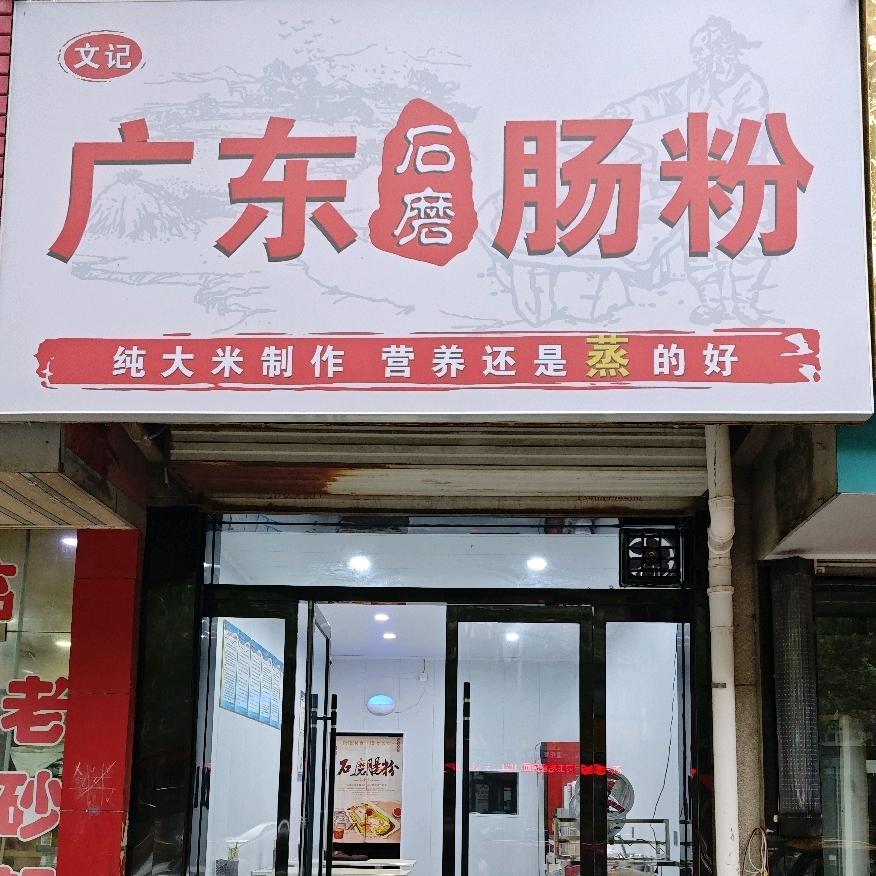 文记
广东石磨肠粉
纯大米制作 营养还是蒸的好
石磨肠粉
老
砂